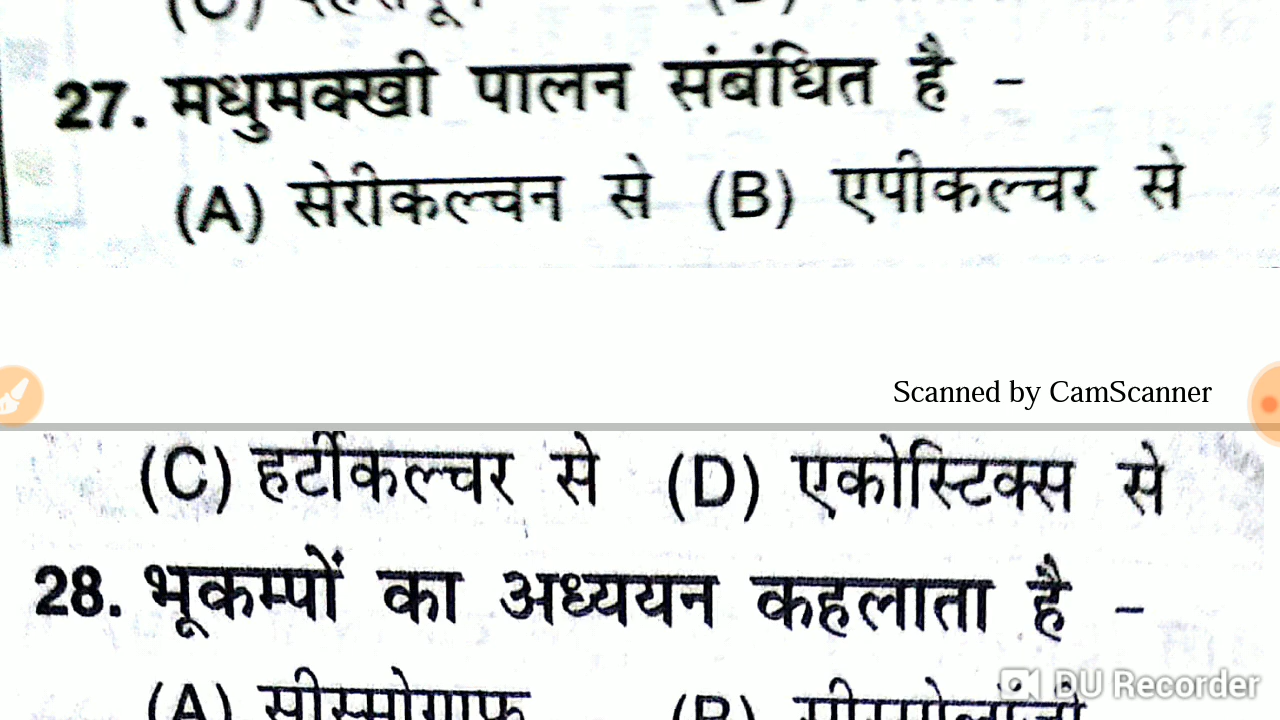 27. मधुमक्खी पालन संबंधित है –
(A) सेरीकल्चन से (B) एपीकल्चर से
Scanned by CamScanner
(C) हर्टीकल्चर से (D) एकोस्टिक्स से
28. भूकम्पों का अध्ययन कहलाता है –
(A) सीस्मोग्राफ (B) सीस्मोलॉजी
DU Recorder